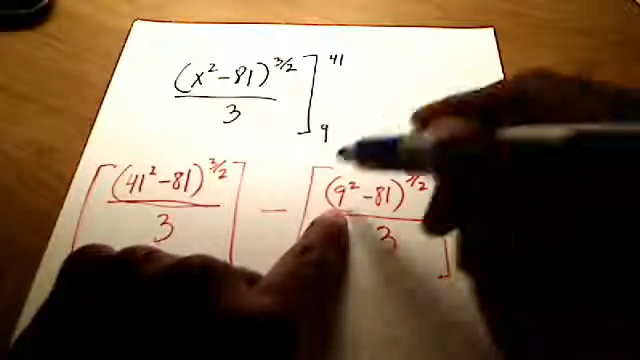 (x² - 81)^3/2 ]41
3 9
[(41² - 81)^3/2] - [(9² - 81)^3/2]
3 3